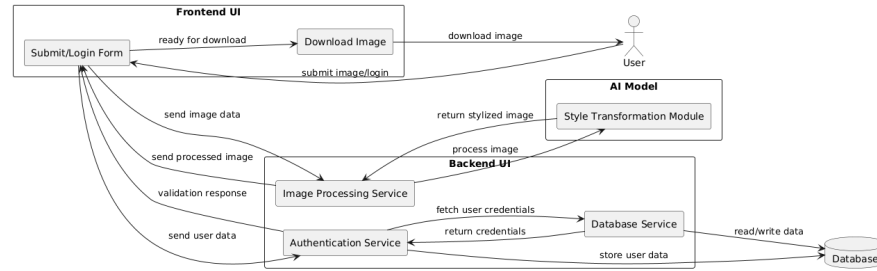 Frontend UI
Submit/Login Form
ready for download
Download Image
download image
submit image/login
User
AI Model
Style Transformation Module
send image data
return stylized image
process image
send processed image
Backend UI
Image Processing Service
validation response
fetch user credentials
Database Service
return credentials
read/write data
send user data
Authentication Service
store user data
Database